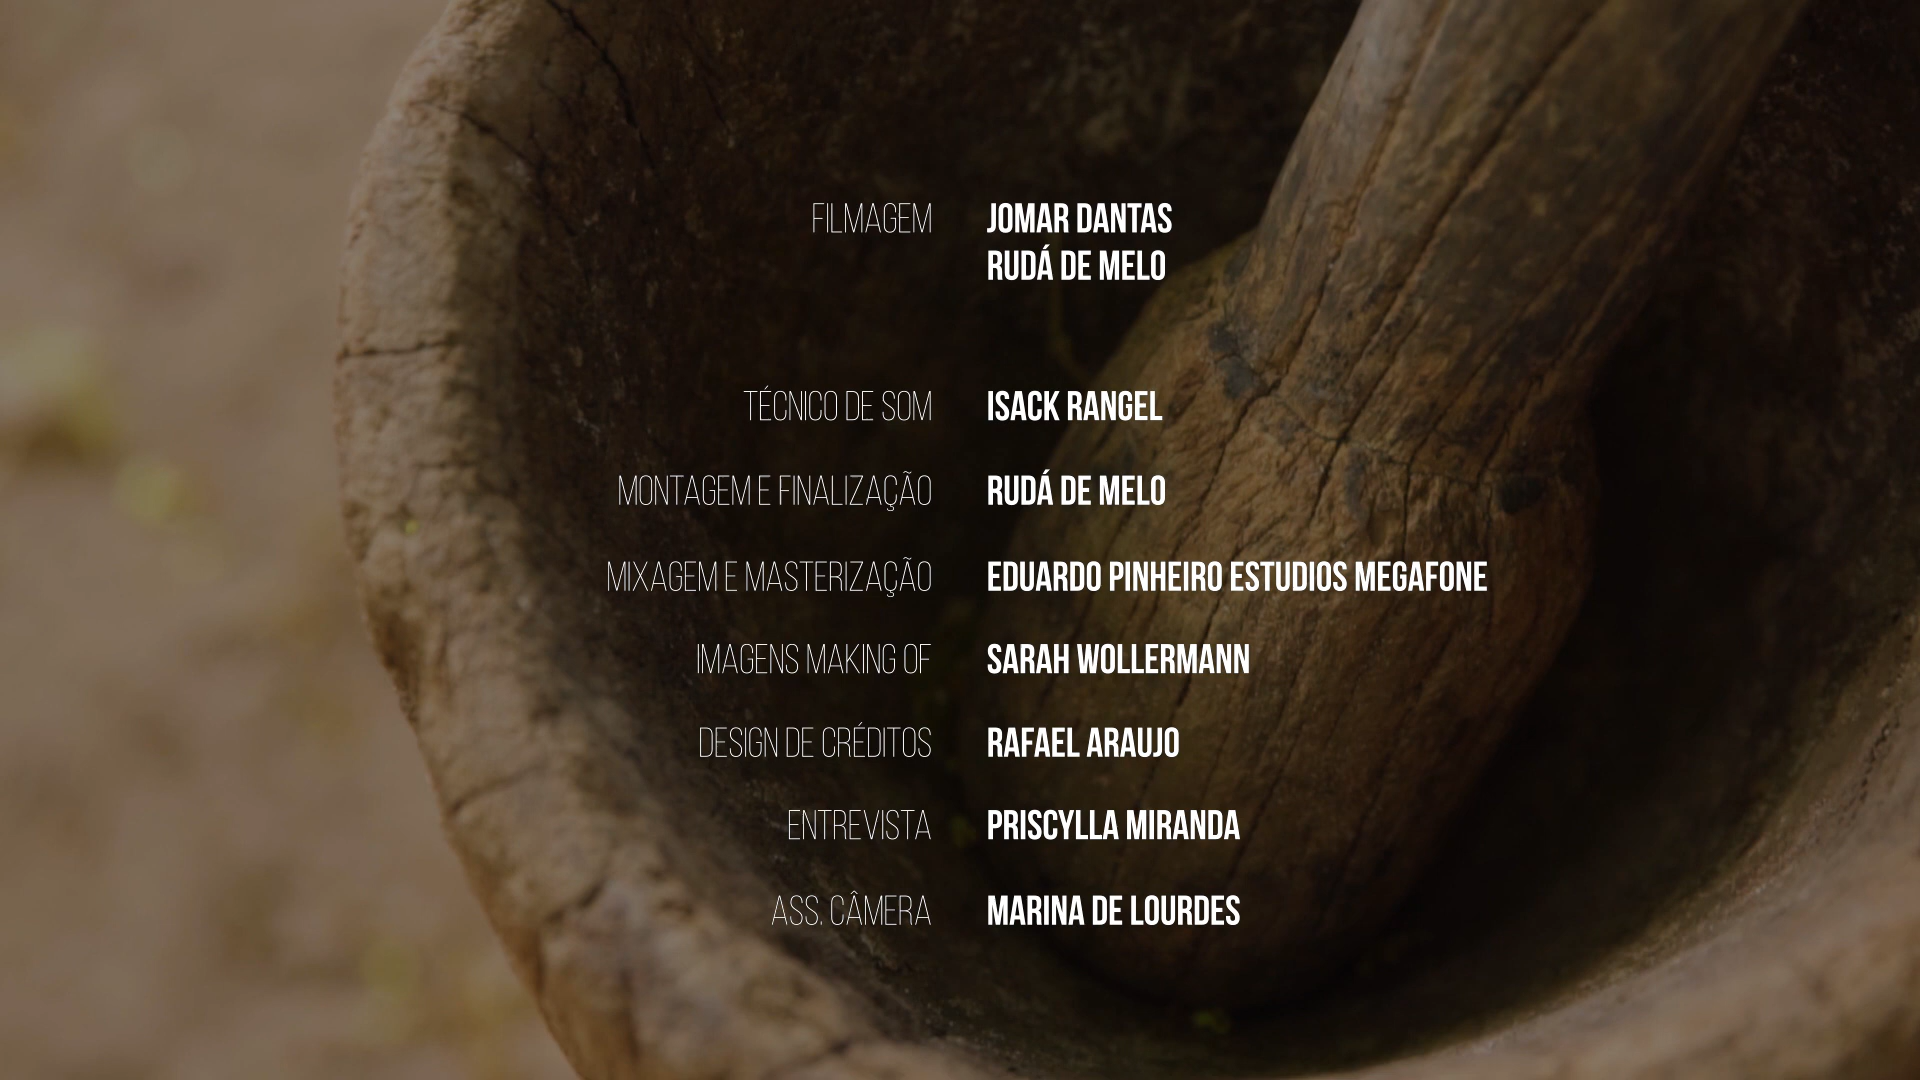 FILMAGEM JOMAR DANTAS
RUDÁ DE MELO
TÉCNICO DE SOM ISACK RANGEL
MONTAGEM E FINALIZAÇÃO RUDÁ DE MELO
MIXAGEM E MASTERIZAÇÃO EDUARDO PINHEIRO ESTUDIOS MEGAFONE
IMAGENS MAKING OF SARAH WOLLERMANN
DESIGN DE CRÉDITOS RAFAEL ARAUJO
ENTREVISTA PRISCYLLA MIRANDA
ASS. CÂMERA MARINA DE LOURDES